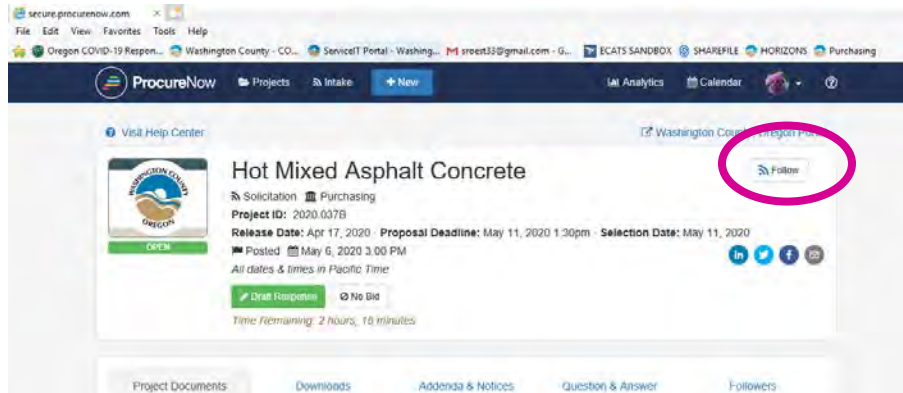 secure.procurenow.com ×
File Edit View Favorites Tools Help
Oregon COVID-19 Respon... Washington County - CO... ServiceIT Portal - Washing... sroert33@gmail.com - G... ECATS SANDBOX SHAREFILE HORIZONS Purchasing
ProcureNow Projects Intake +New Analytics Calendar
Visit Help Center Washington County, Oregon
Hot Mixed Asphalt Concrete Follow
Solicitation Purchasing
Project ID: 2020.037B
Release Date: Apr 17, 2020 · Proposal Deadline: May 11, 2020 1:30pm · Selection Date: May 11, 2020
WASHINGTON COUNTY
OREGON
OPEN
Posted May 6, 2020 3:00 PM
All dates & times in Pacific Time
Draft Response No Bid
Time Remaining: 2 hours, 16 minutes
Project Documents Downloads Addenda & Notices Question & Answer Followers